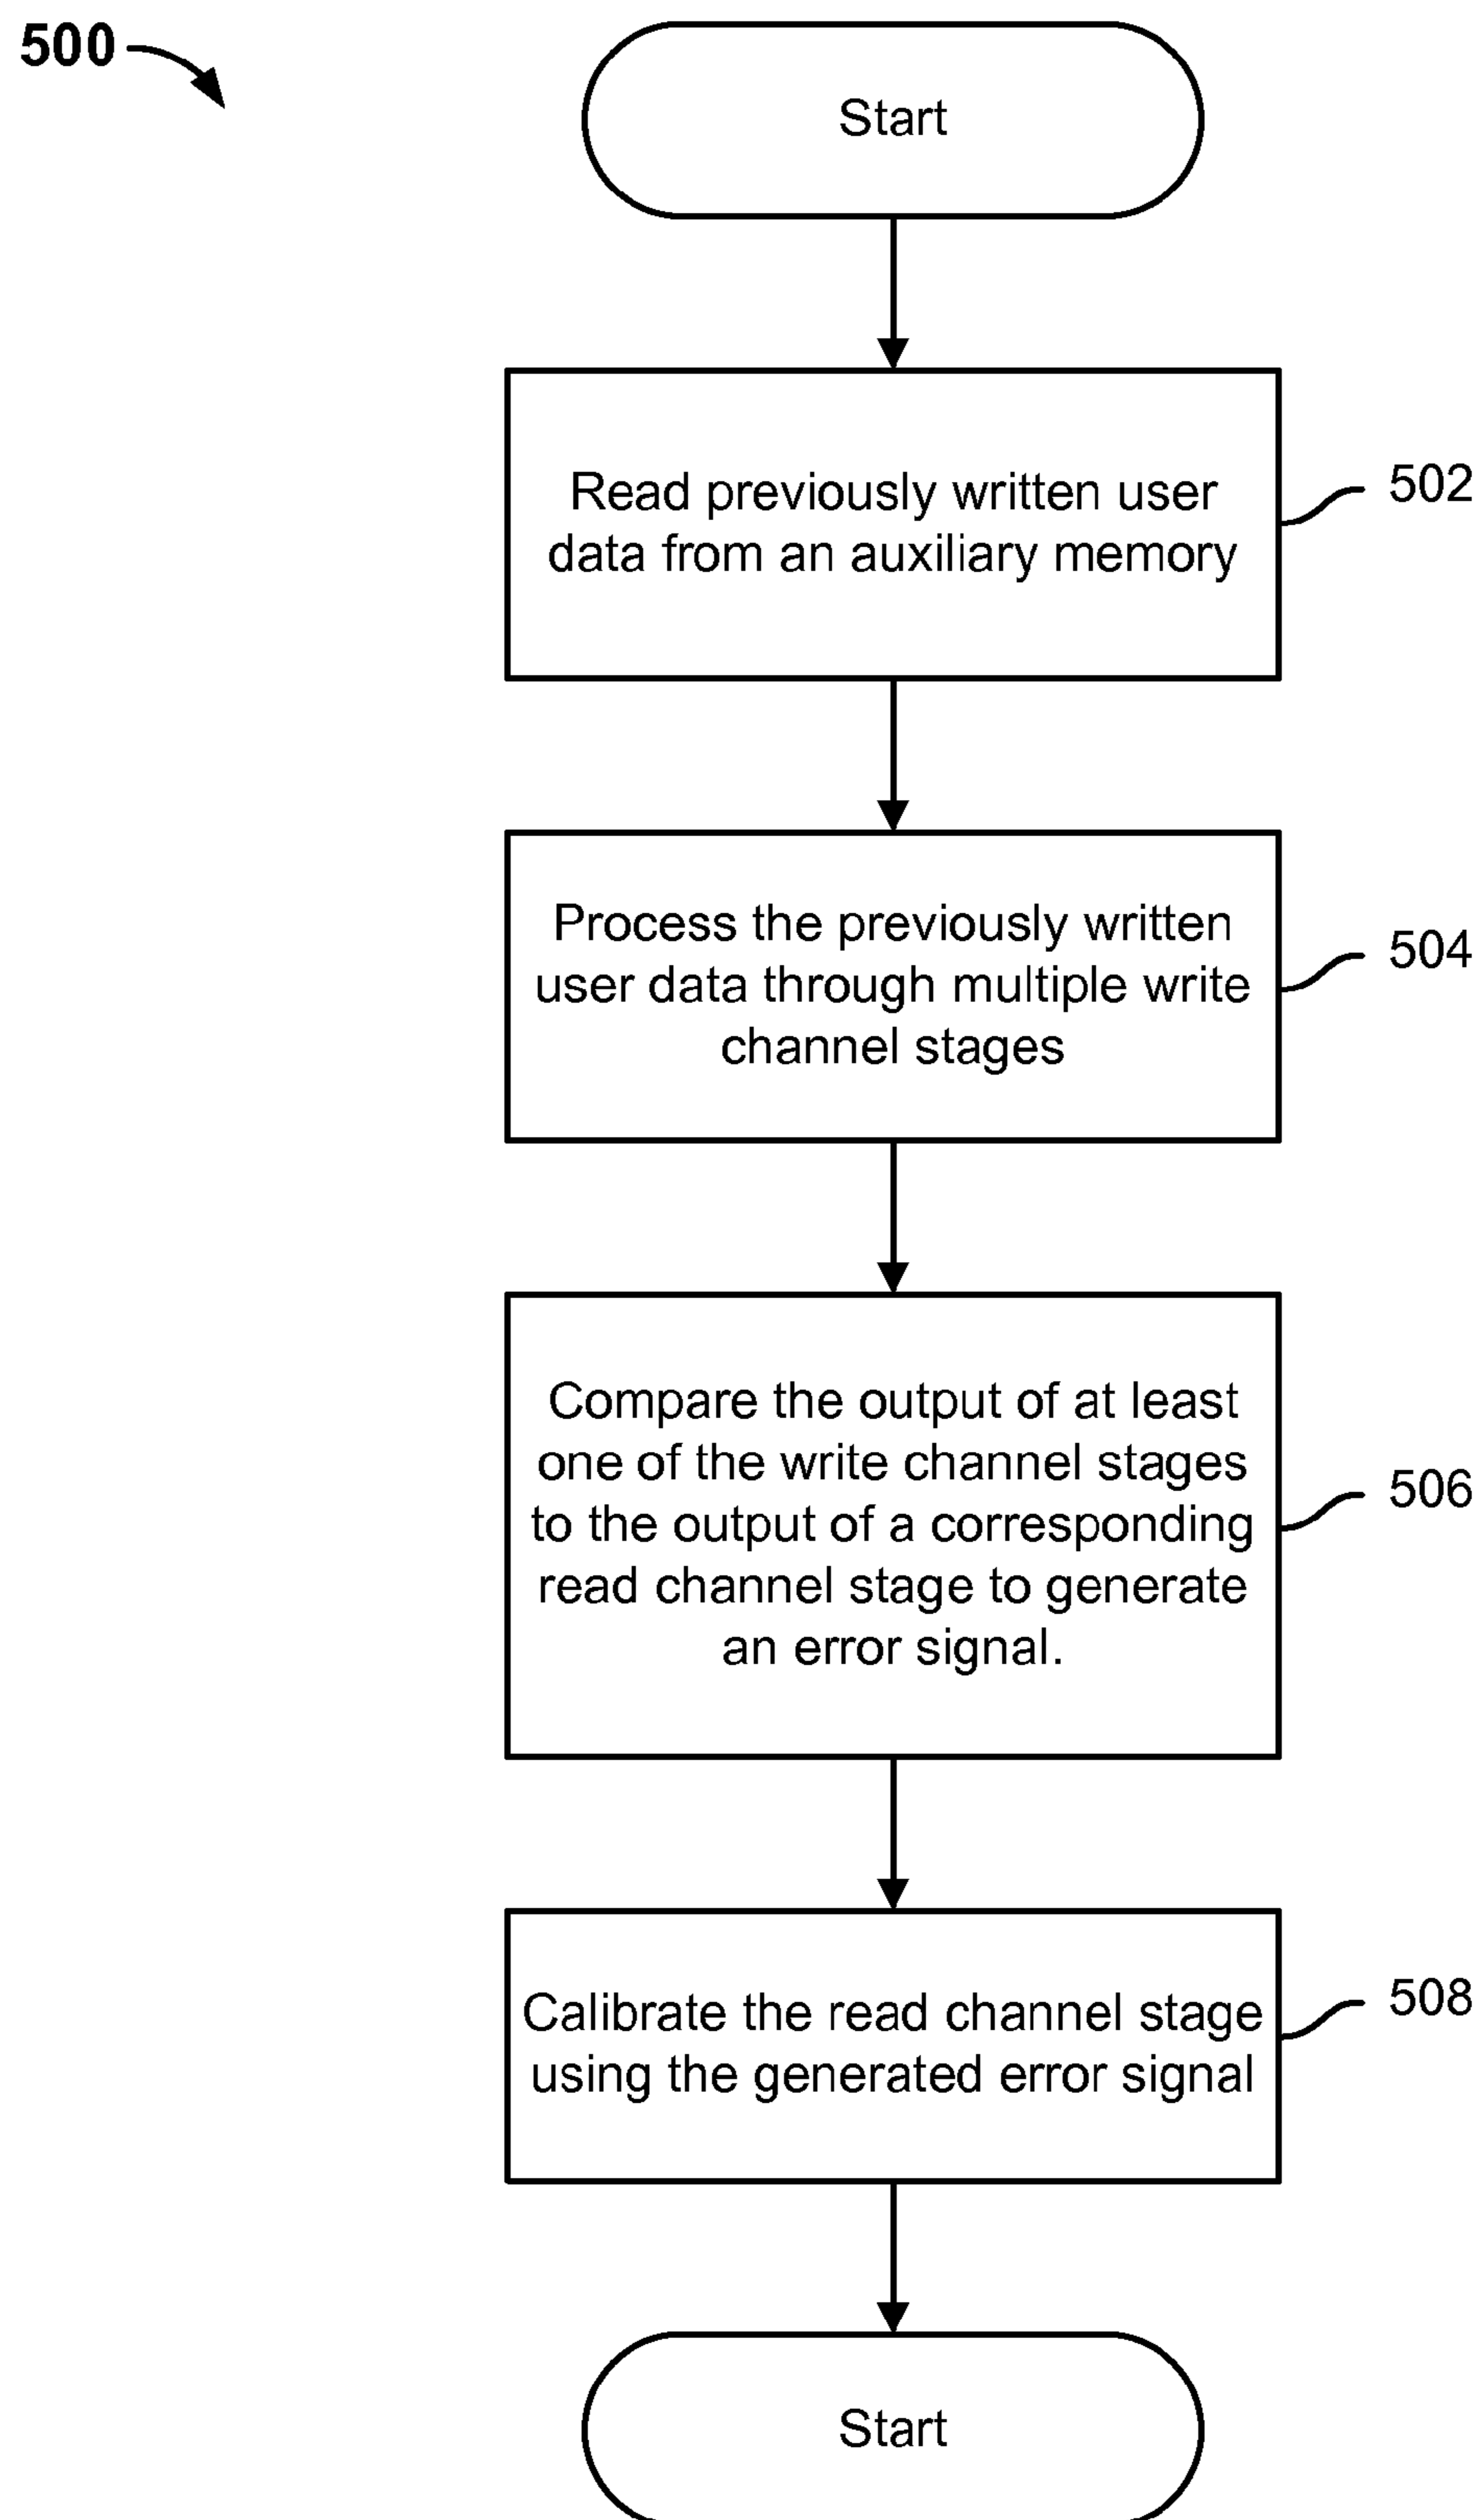 500
Start
Read previously written user
data from an auxiliary memory
502
Process the previously written
user data through multiple write
channel stages
504
Compare the output of at least
one of the write channel stages
to the output of a corresponding
read channel stage to generate
an error signal.
506
Calibrate the read channel stage
using the generated error signal
508
Start